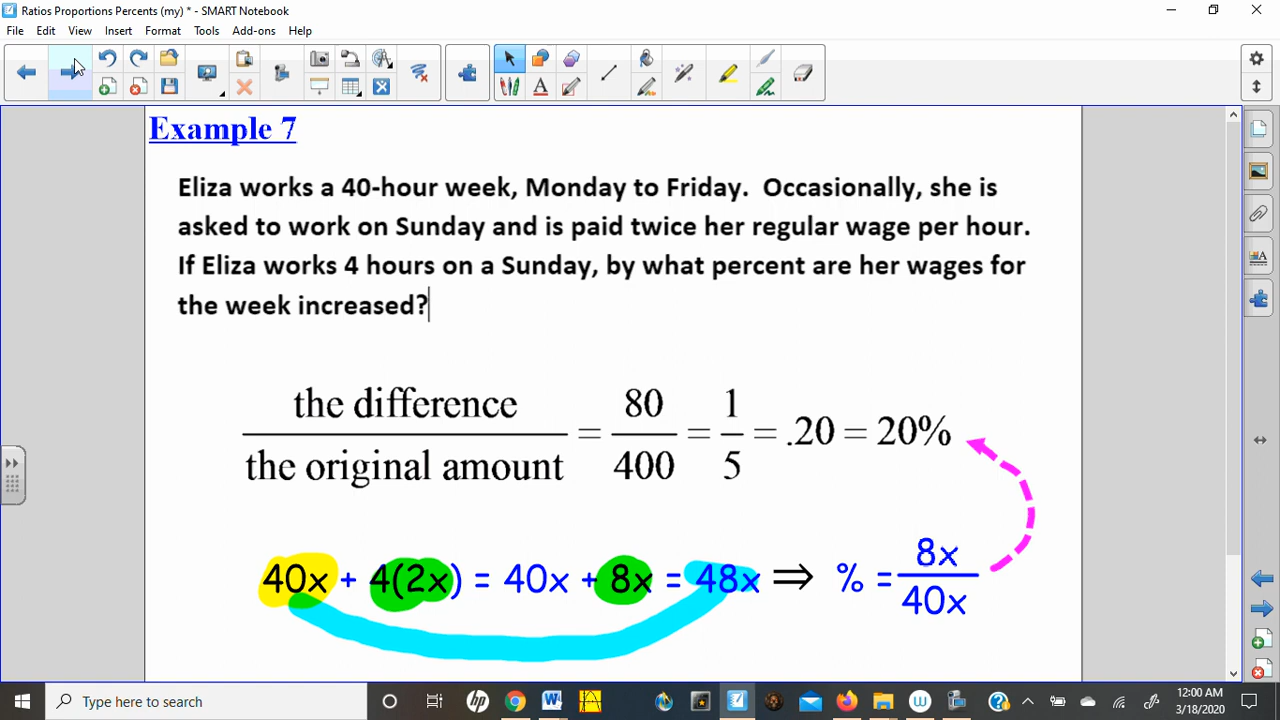 Ratios Proportions Percents (my) * - SMART Notebook
File Edit View Insert Format Tools Add-ons Help
Example 7
Eliza works a 40-hour week, Monday to Friday. Occasionally, she is
asked to work on Sunday and is paid twice her regular wage per hour.
If Eliza works 4 hours on a Sunday, by what percent are her wages for
the week increased?
the difference / the original amount = 80/400 = 1/5 = .20 = 20%
40x + 4(2x) = 40x + 8x = 48x ⇒ % = 8x/40x
Type here to search
12:00 AM
3/18/2020